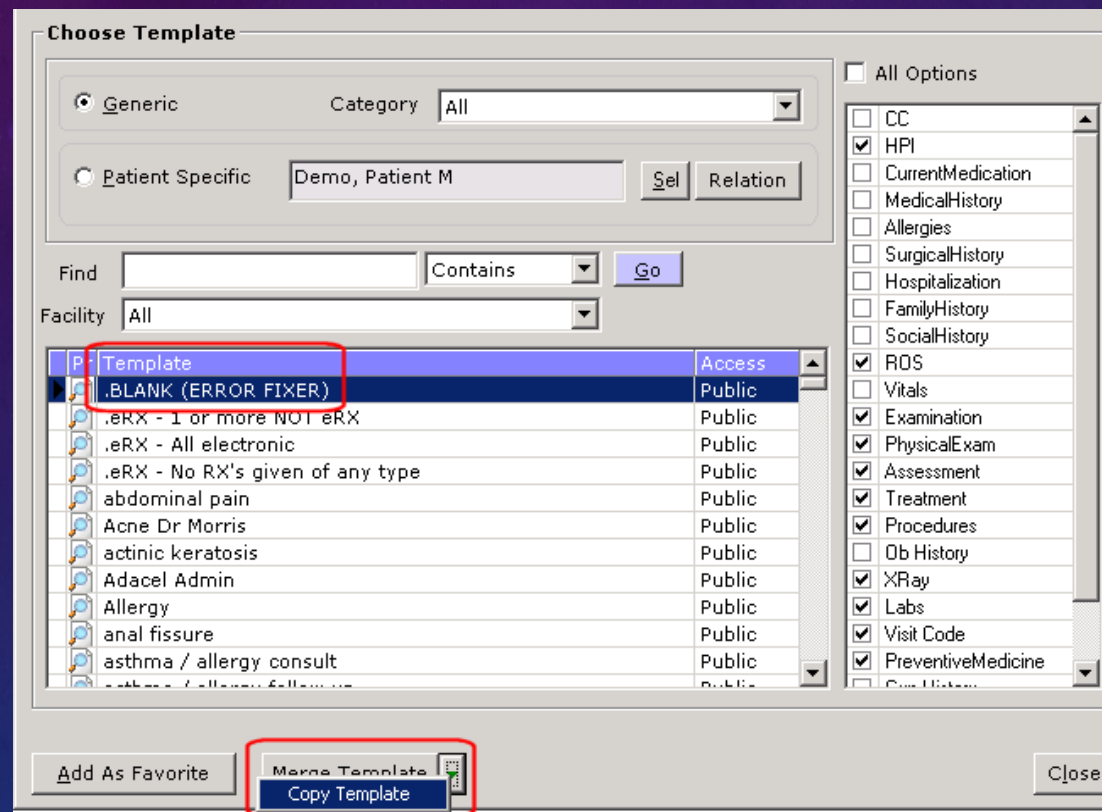 Choose Template
Generic Category All
Patient Specific Demo, Patient M Sel Relation
Find Contains Go
Facility All
Pr Template Access
.BLANK (ERROR FIXER) Public
.eRX - 1 or more NOT eRX Public
.eRX - All electronic Public
.eRX - No RX's given of any type Public
abdominal pain Public
Acne Dr Morris Public
actinic keratosis Public
Adacel Admin Public
Allergy Public
anal fissure Public
asthma / allergy consult Public
All Options
CC
HPI
CurrentMedication
MedicalHistory
Allergies
SurgicalHistory
Hospitalization
FamilyHistory
SocialHistory
ROS
Vitals
Examination
PhysicalExam
Assessment
Treatment
Procedures
Ob History
XRay
Labs
Visit Code
PreventiveMedicine
Add As Favorite Merge Template Close
Copy Template